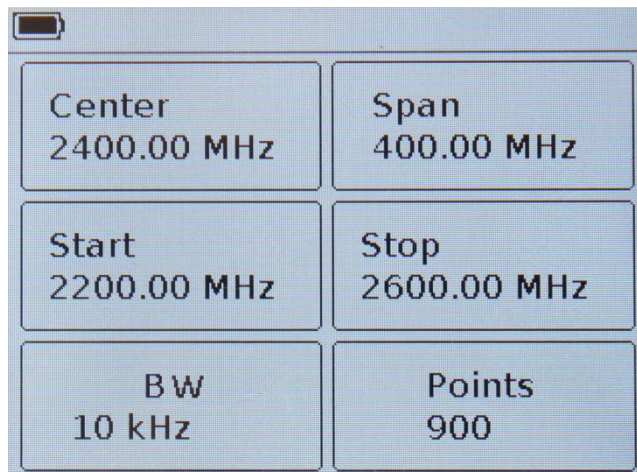 Center
2400.00 MHz
Span
400.00 MHz
Start
2200.00 MHz
Stop
2600.00 MHz
BW
10 kHz
Points
900